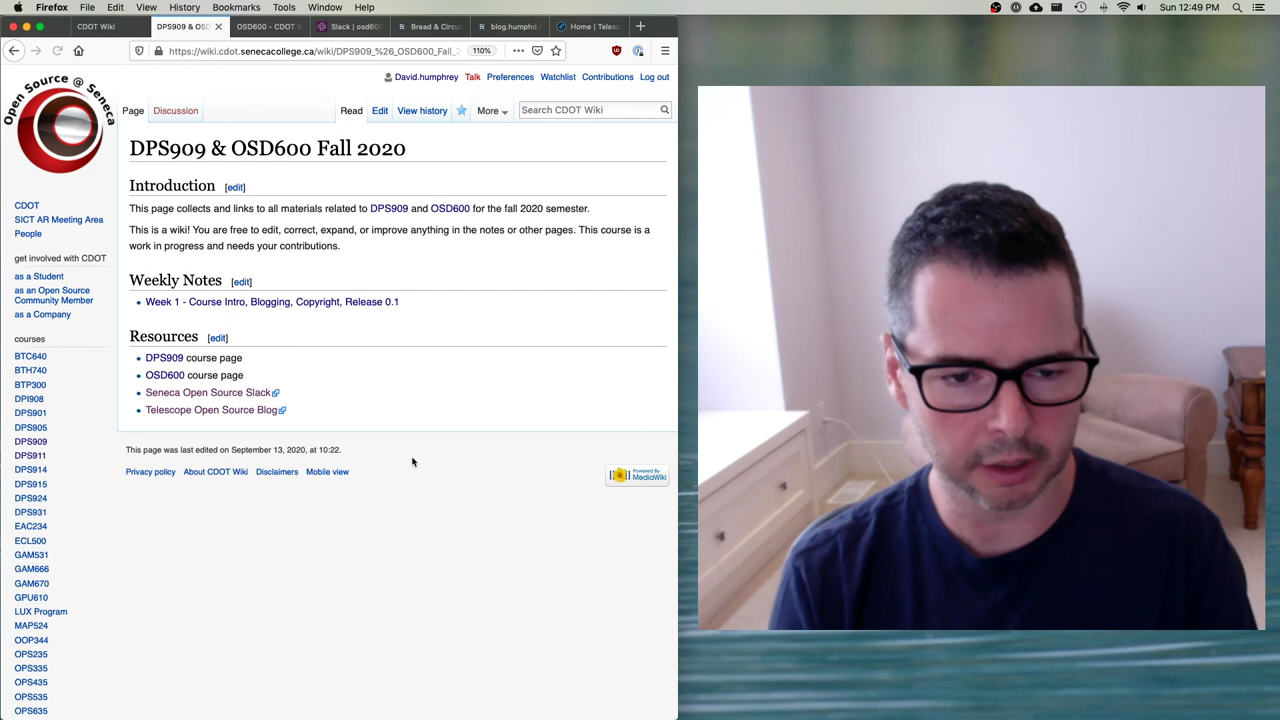 Firefox File Edit View History Bookmarks Tools Window Help
Sun 12:49 PM
CDOT Wiki
DPS909 & OSD
OSD600 - CDOT W
Slack | osd600
Bread & Circu
blog.humphd.
Home | Telesc
https://wiki.cdot.senecacollege.ca/wiki/DPS909_%26_OSD600_Fall_2
110%
David.humphrey Talk Preferences Watchlist Contributions Log out
Open Source @ Seneca
Page Discussion Read Edit View history More Search CDOT Wiki
DPS909 & OSD600 Fall 2020
Introduction [edit]
This page collects and links to all materials related to DPS909 and OSD600 for the fall 2020 semester.
This is a wiki! You are free to edit, correct, expand, or improve anything in the notes or other pages. This course is a
work in progress and needs your contributions.
Weekly Notes [edit]
Week 1 - Course Intro, Blogging, Copyright, Release 0.1
Resources [edit]
DPS909 course page
OSD600 course page
Seneca Open Source Slack
Telescope Open Source Blog
This page was last edited on September 13, 2020, at 10:22.
Privacy policy About CDOT Wiki Disclaimers Mobile view
Powered By
MediaWiki
CDOT
SICT AR Meeting Area
People
get involved with CDOT
as a Student
as an Open Source
Community Member
as a Company
courses
BTC640
BTH740
BTP300
DPI908
DPS901
DPS905
DPS909
DPS911
DPS914
DPS915
DPS924
DPS931
EAC234
ECL500
GAM531
GAM666
GAM670
GPU610
LUX Program
MAP524
OOP344
OPS235
OPS335
OPS435
OPS535
OPS635